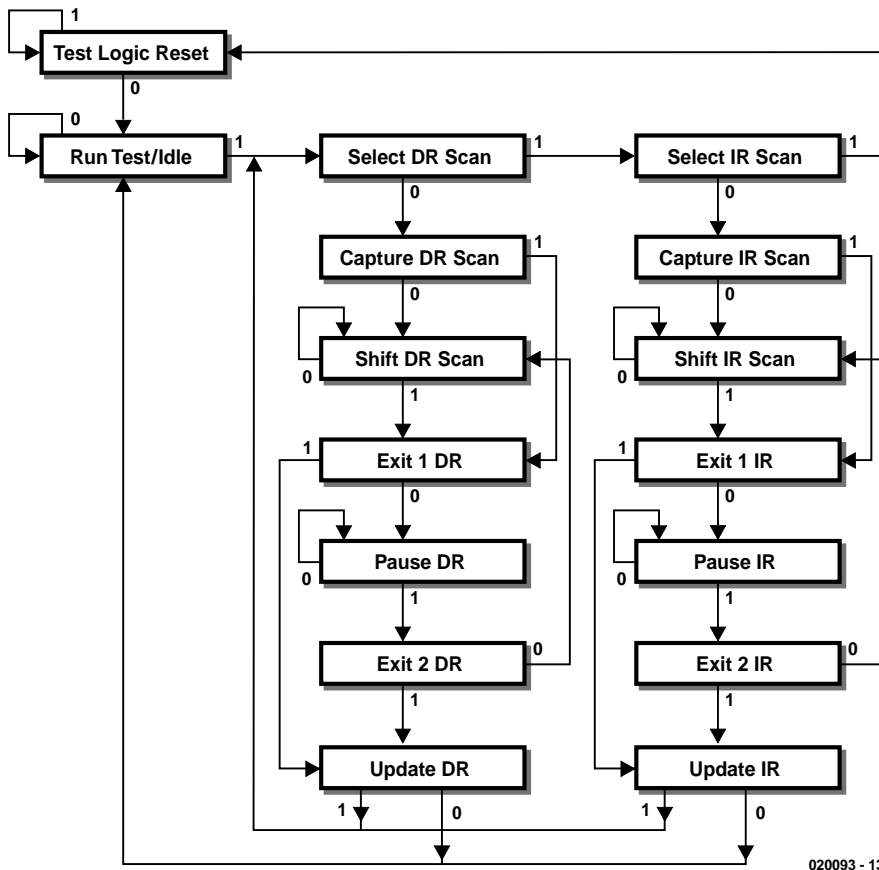 1
Test Logic Reset
0
0
Run Test/Idle
1
Select DR Scan
1
Select IR Scan
1
0
0
Capture DR Scan
1
Capture IR Scan
1
0
0
Shift DR Scan
Shift IR Scan
0
0
1
1
1
Exit 1 DR
1
Exit 1 IR
0
0
Pause DR
Pause IR
0
0
1
1
Exit 2 DR
0
Exit 2 IR
0
1
1
Update DR
Update IR
1
0
1
0
020093 - 13